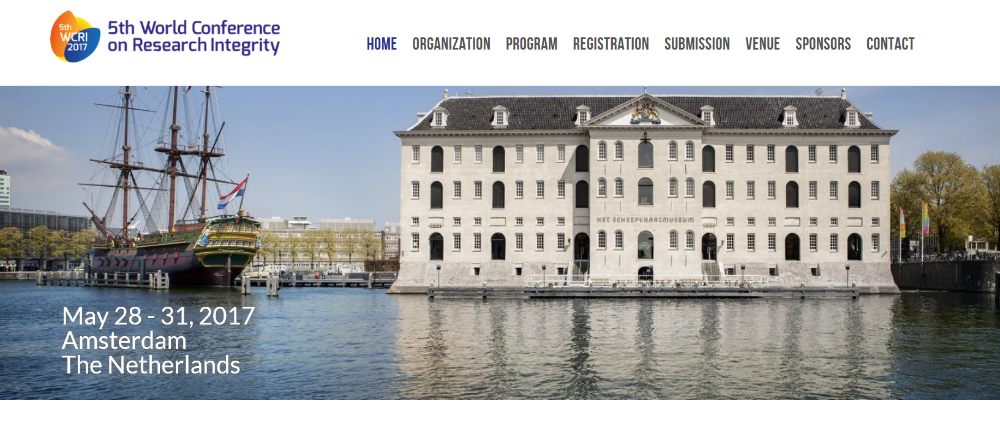 5th
WCRI
2017
5th World Conference
on Research Integrity
HOME ORGANIZATION PROGRAM REGISTRATION SUBMISSION VENUE SPONSORS CONTACT
HET SCHEEPVAARTMUSEUM
May 28 - 31, 2017
Amsterdam
The Netherlands